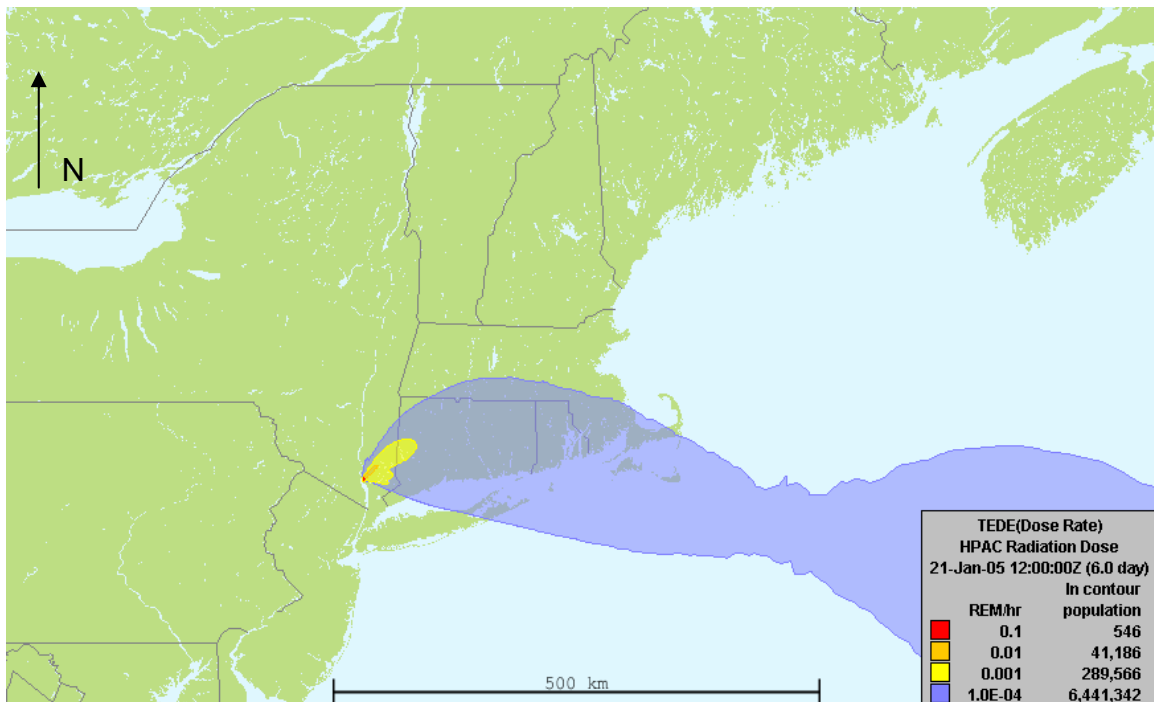 N
500 km
TEDE(Dose Rate)
HPAC Radiation Dose
21-Jan-05 12:00:00Z (6.0 day)
In contour
REM/hr population
0.1 546
0.01 41,186
0.001 289,566
1.0E-04 6,441,342